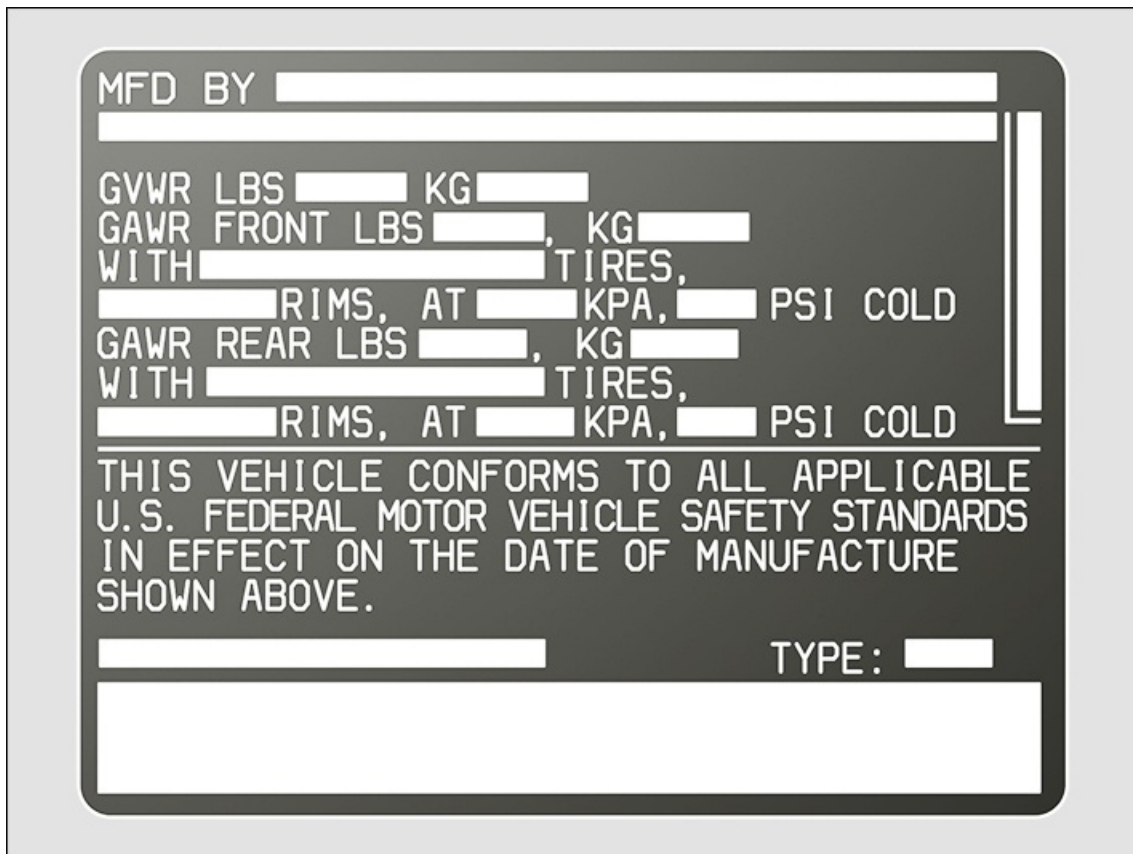 MFD BY
GVWR LBS KG
GAWR FRONT LBS , KG
WITH TIRES,
RIMS, AT KPA, PSI COLD
GAWR REAR LBS , KG
WITH TIRES,
RIMS, AT KPA, PSI COLD
THIS VEHICLE CONFORMS TO ALL APPLICABLE
U.S. FEDERAL MOTOR VEHICLE SAFETY STANDARDS
IN EFFECT ON THE DATE OF MANUFACTURE
SHOWN ABOVE.
TYPE: